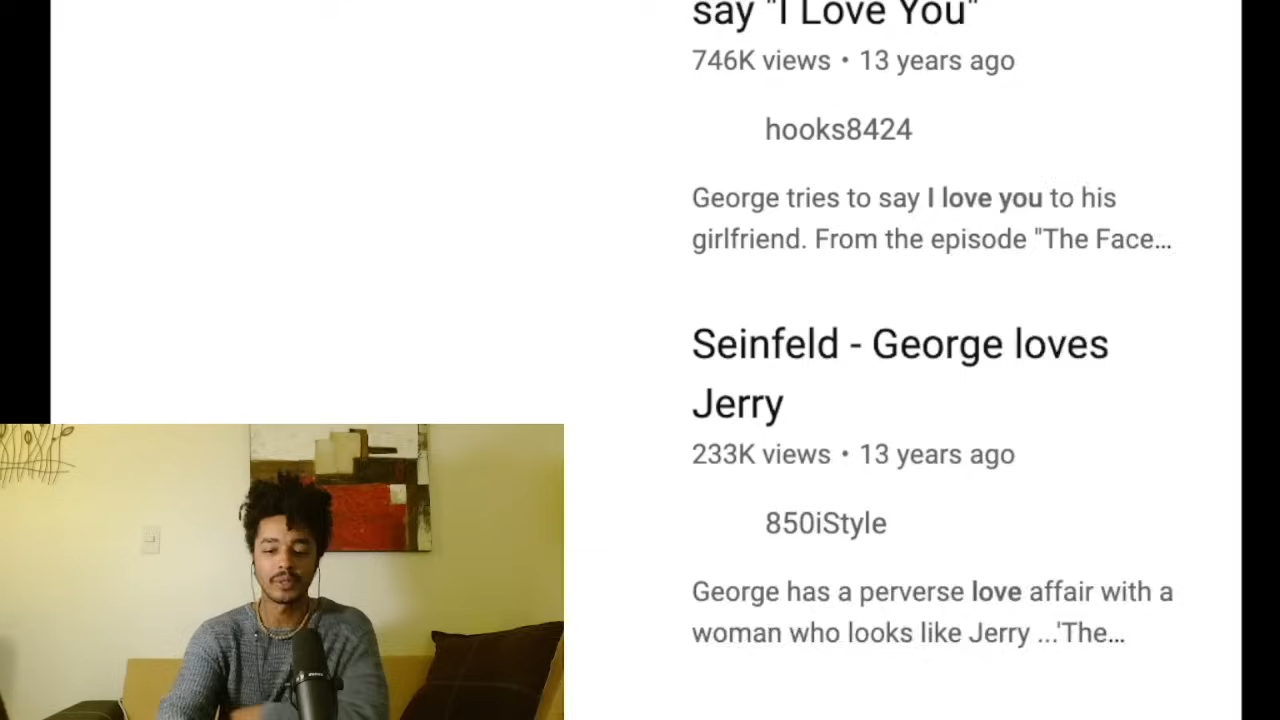 say "I Love You"
746K views • 13 years ago
hooks8424
George tries to say I love you to his
girlfriend. From the episode "The Face...
Seinfeld - George loves
Jerry
233K views • 13 years ago
850iStyle
George has a perverse love affair with a
woman who looks like Jerry ...'The...